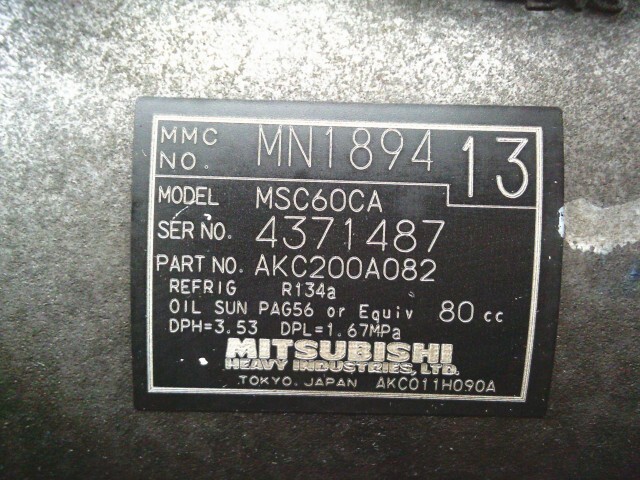 MMC NO. MN1894 13
MODEL MSC60CA
SER NO. 4371487
PART NO. AKC200A082
REFRIG R134a
OIL SUN PAG56 or Equiv 80 cc
DPH=3.53 DPL=1.67MPa
MITSUBISHI
HEAVY INDUSTRIES, LTD.
TOKYO. JAPAN AKC011H090A